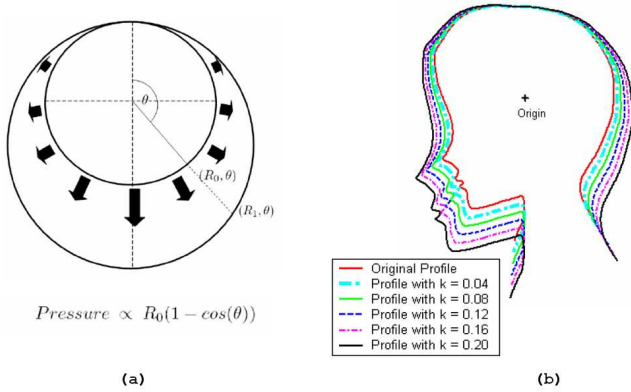 θ
(R₀,θ)
(R₁,θ)
Pressure ∝ R₀(1 − cos(θ))
(a)
+
Origin
Original Profile
Profile with k = 0.04
Profile with k = 0.08
Profile with k = 0.12
Profile with k = 0.16
Profile with k = 0.20
(b)